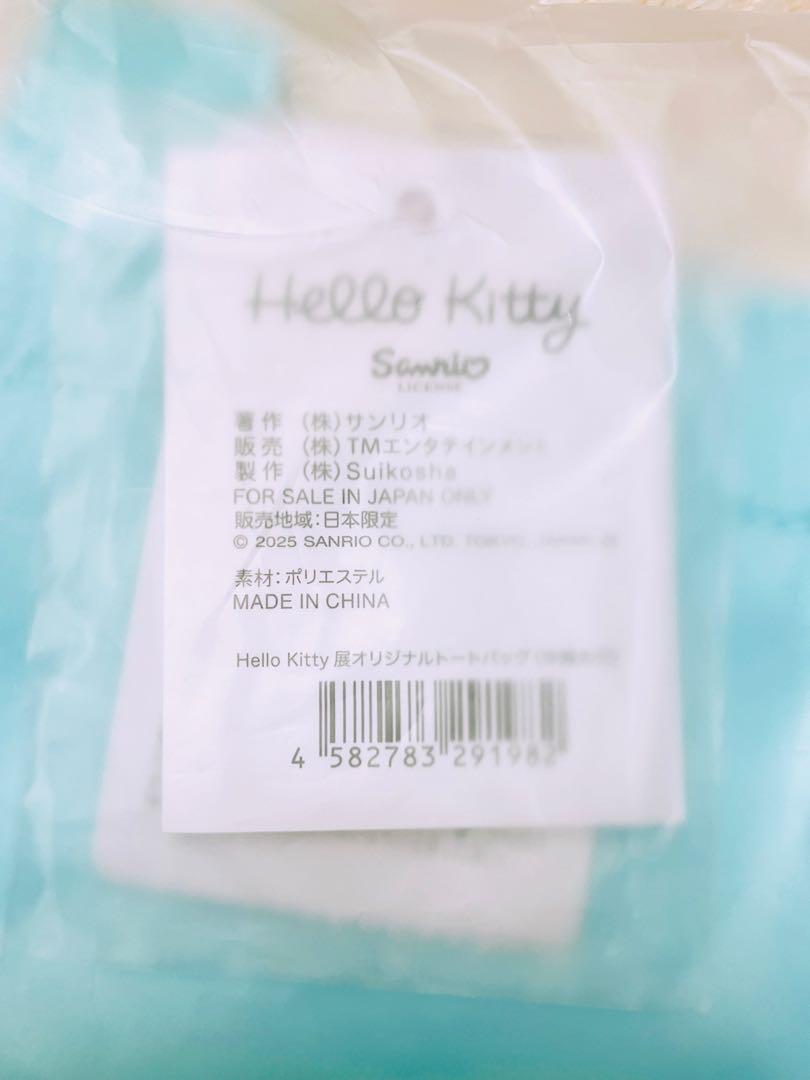 Hello Kitty
Sanrio
LICENSE
著作 (株)サンリオ
販売 (株)TMエンタテインメント
製作 (株)Suikosha
FOR SALE IN JAPAN ONLY
販売地域:日本限定
© 2025 SANRIO CO., LTD. TOKYO, JAPAN
素材:ポリエステル
MADE IN CHINA
Hello Kitty 展オリジナルトートバッグ
4 582783 291982